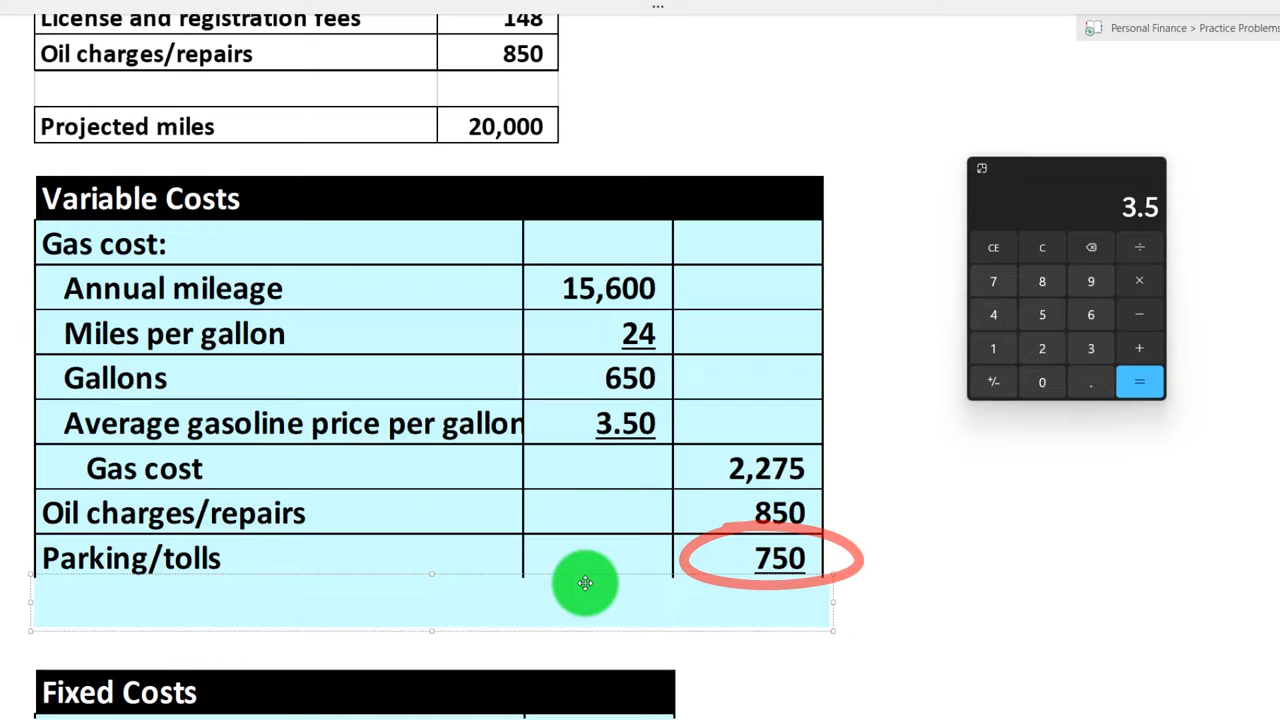 ...
Personal Finance > Practice Problems
License and registration fees 148
Oil charges/repairs 850
Projected miles 20,000
Variable Costs
Gas cost:
Annual mileage 15,600
Miles per gallon 24
Gallons 650
Average gasoline price per gallon 3.50
Gas cost 2,275
Oil charges/repairs 850
Parking/tolls 750
Fixed Costs
3.5
CE C ⌫ ÷
7 8 9 ×
4 5 6 −
1 2 3 +
+/− 0 . =